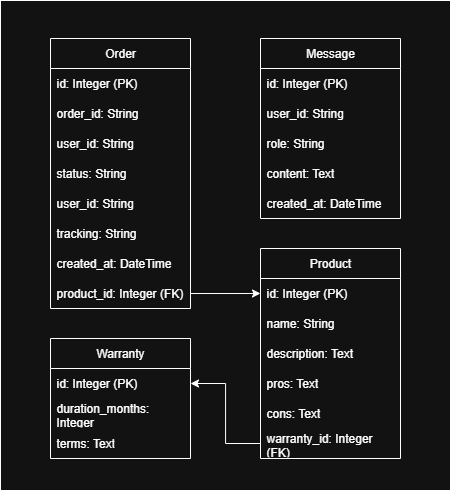 Order
id: Integer (PK)
order_id: String
user_id: String
status: String
user_id: String
tracking: String
created_at: DateTime
product_id: Integer (FK)
Message
id: Integer (PK)
user_id: String
role: String
content: Text
created_at: DateTime
Product
id: Integer (PK)
name: String
description: Text
pros: Text
cons: Text
warranty_id: Integer
(FK)
Warranty
id: Integer (PK)
duration_months:
Integer
terms: Text